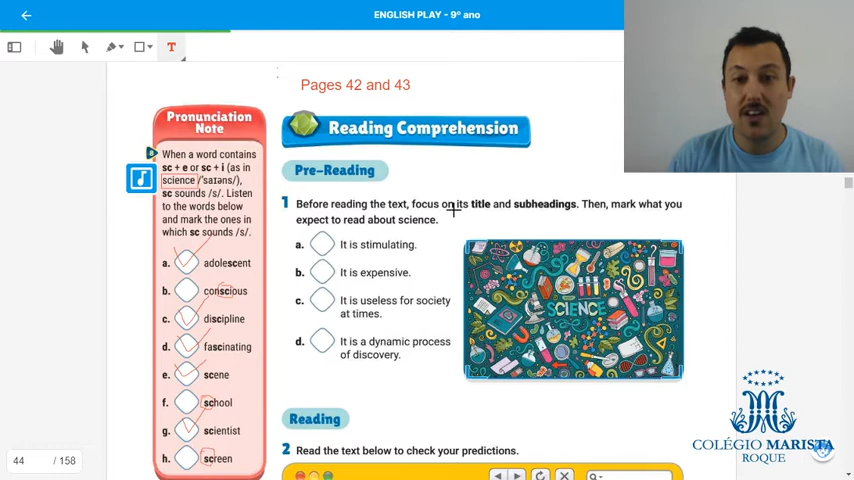 ENGLISH PLAY - 9º ano
T
Pages 42 and 43
Pronunciation
Note
When a word contains
sc + e or sc + i (as in
science /'saɪəns/),
sc sounds /s/. Listen
to the words below
and mark the ones in
which sc sounds /s/.
a. adolescent
b. conscious
c. discipline
d. fascinating
e. scene
f. school
g. scientist
h. screen
Reading Comprehension
Pre-Reading
1 Before reading the text, focus on its title and subheadings. Then, mark what you
expect to read about science.
a. It is stimulating.
b. It is expensive.
c. It is useless for society
at times.
d. It is a dynamic process
of discovery.
SCIENCE
Reading
2 Read the text below to check your predictions.
44 / 158
COLÉGIO MARISTA
ROQUE